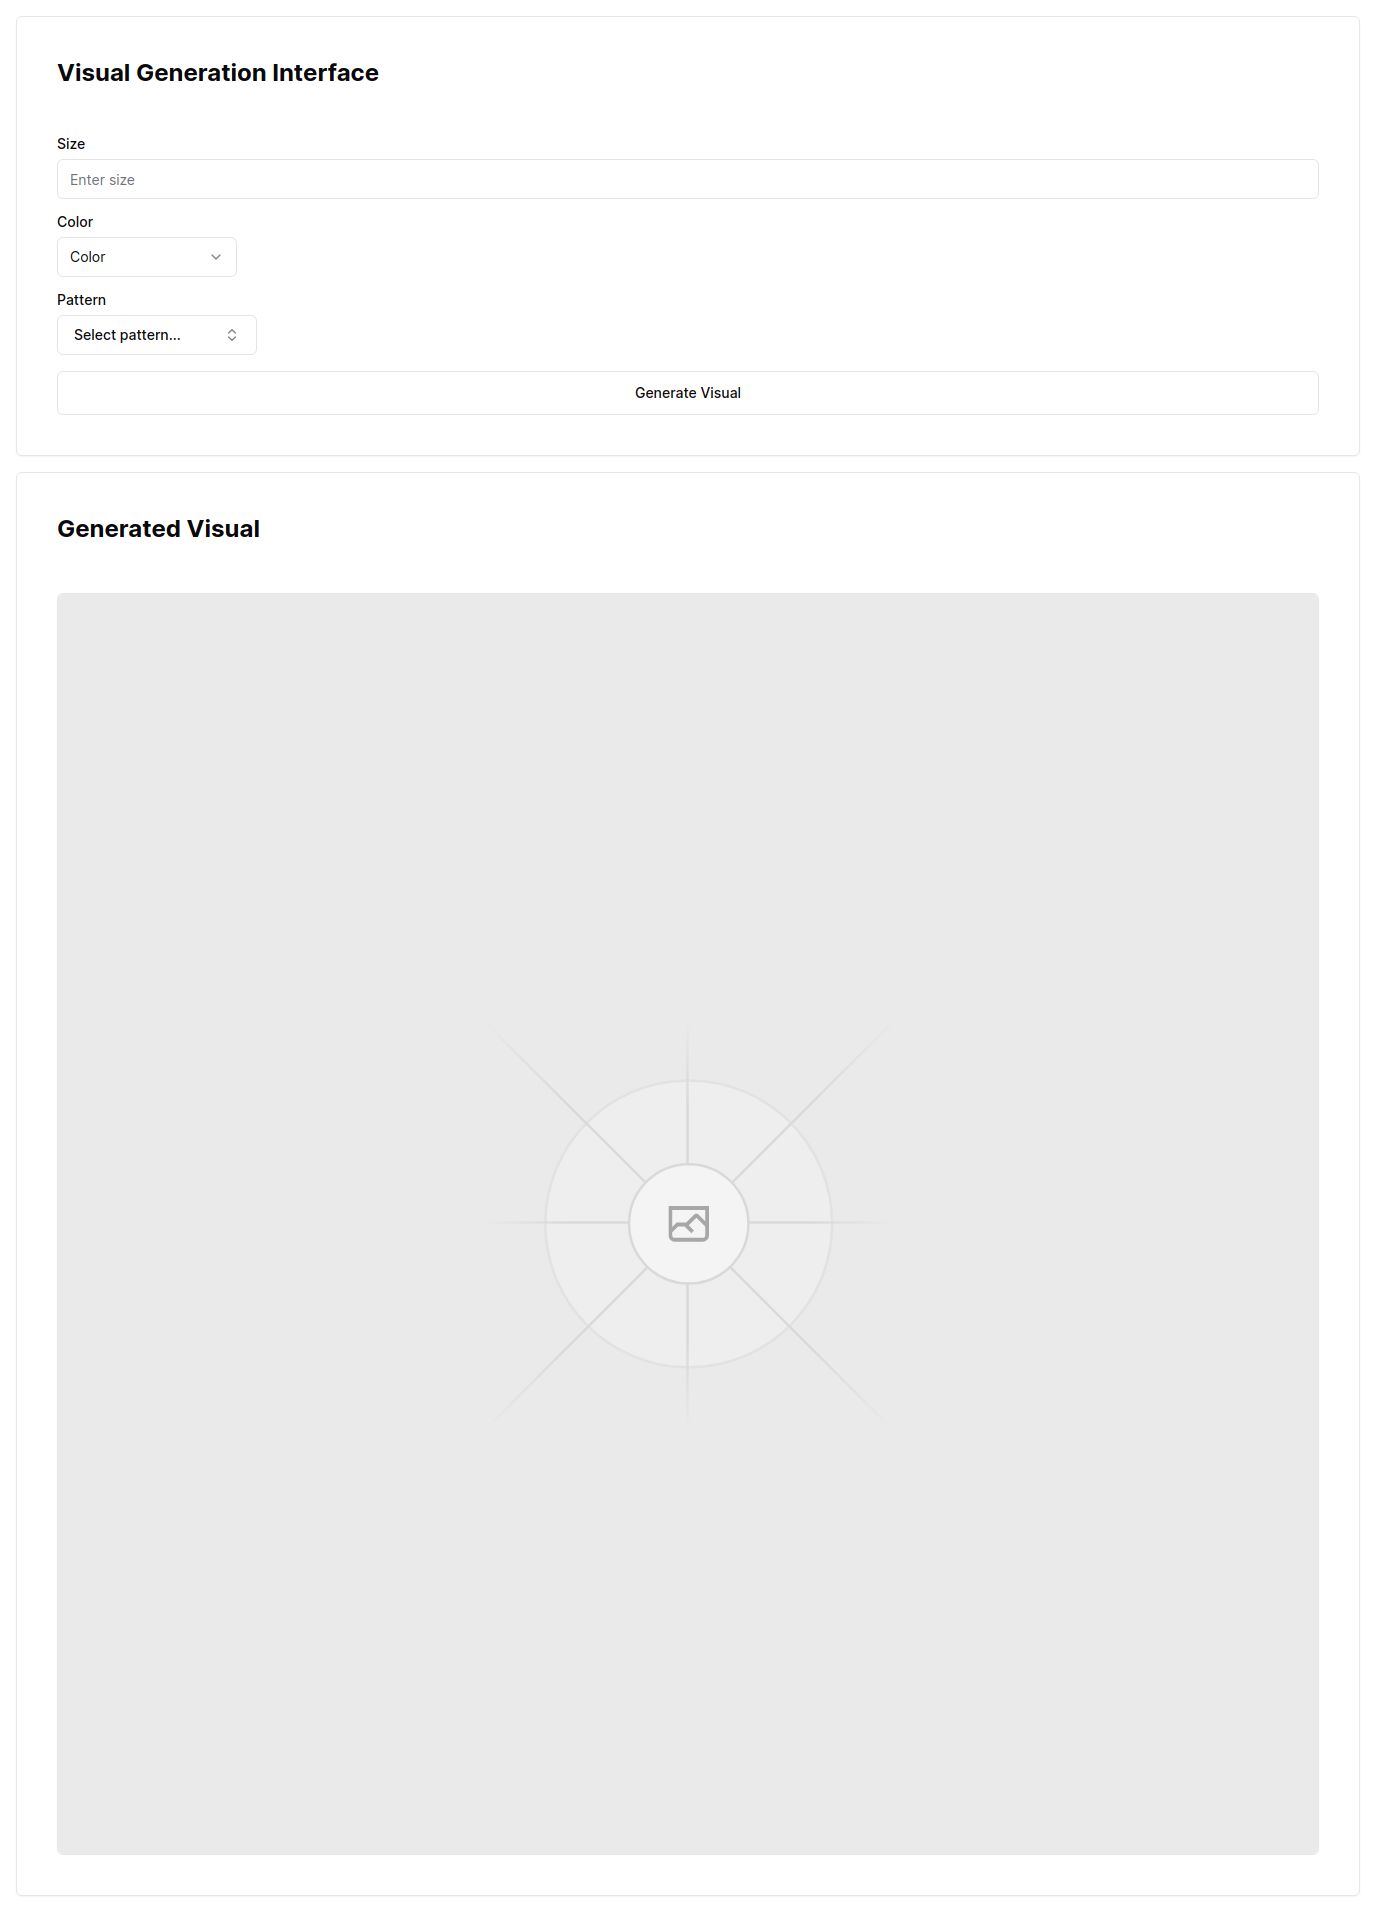 Visual Generation Interface
Size
Enter size
Color
Color
Pattern
Select pattern...
Generate Visual
Generated Visual